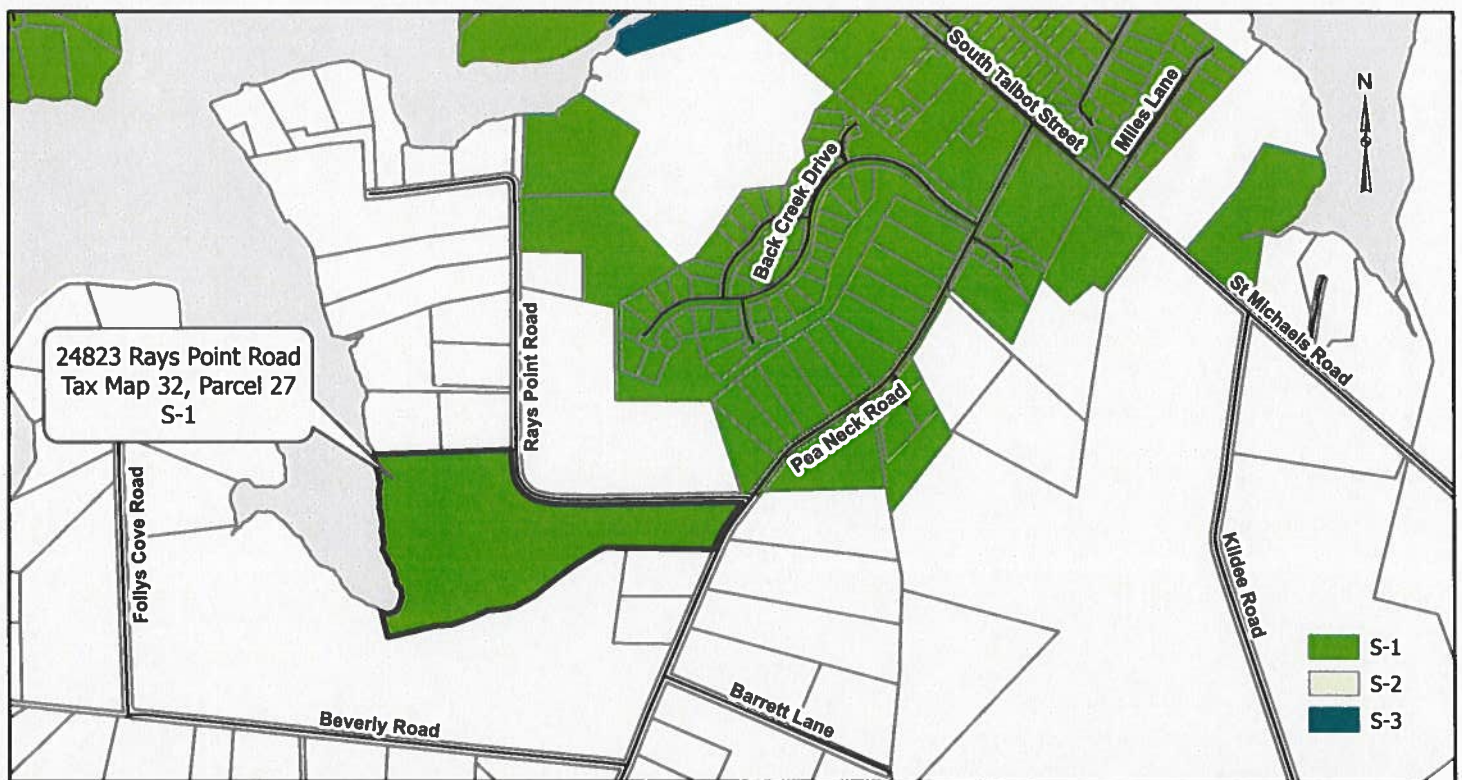 South Talbot Street
Miles Lane
N
Back Creek Drive
St Michaels Road
24823 Rays Point Road
Tax Map 32, Parcel 27
S-1
Rays Point Road
Pea Neck Road
Follys Cove Road
Kildee Road
S-1
S-2
S-3
Barrett Lane
Beverly Road